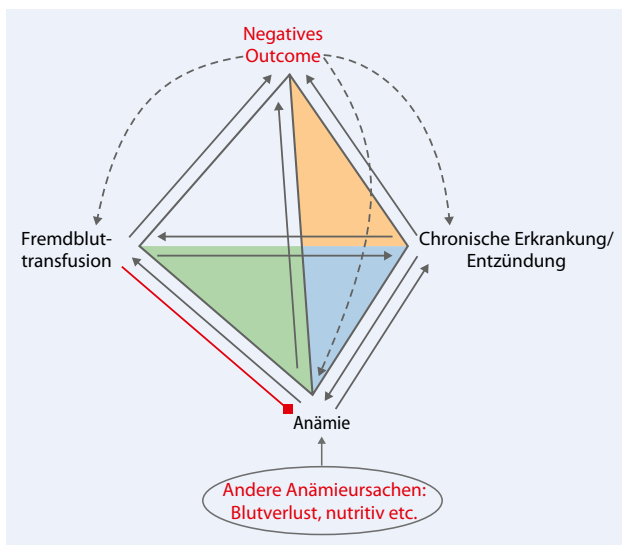 Negatives
Outcome
Fremdblut-
transfusion
Chronische Erkrankung/
Entzündung
Anämie
Andere Anämieursachen:
Blutverlust, nutritiv etc.